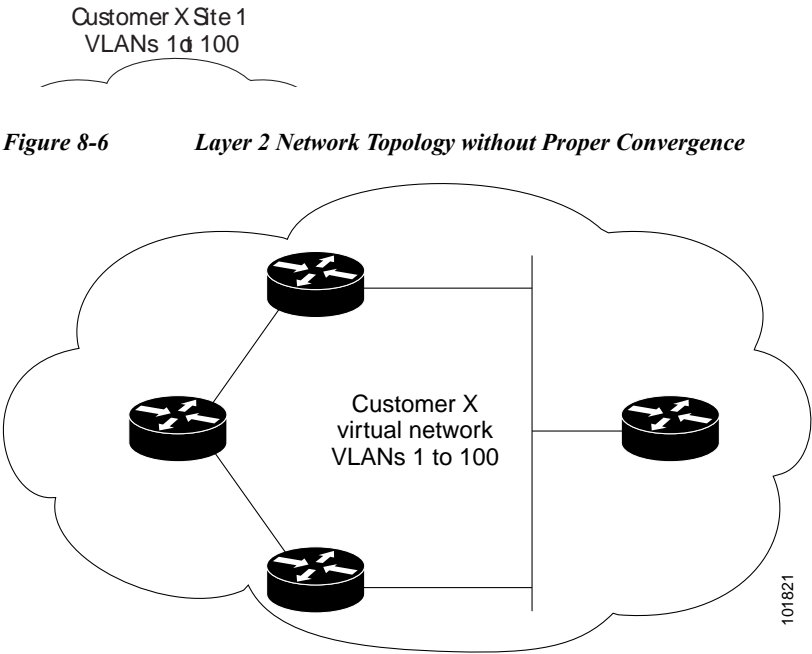 Customer X Site 1
VLANs 1 to 100
Figure 8-6 Layer 2 Network Topology without Proper Convergence
Customer X
virtual network
VLANs 1 to 100
101821